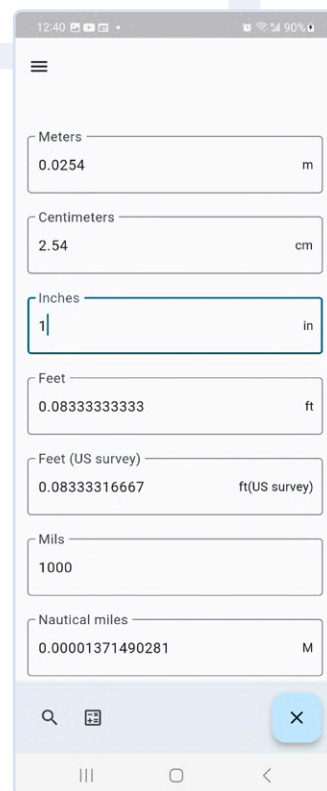 12:40
90%
Meters
0.0254 m
Centimeters
2.54 cm
Inches
1 in
Feet
0.08333333333 ft
Feet (US survey)
0.08333316667 ft(US survey)
Mils
1000
Nautical miles
0.00001371490281 M